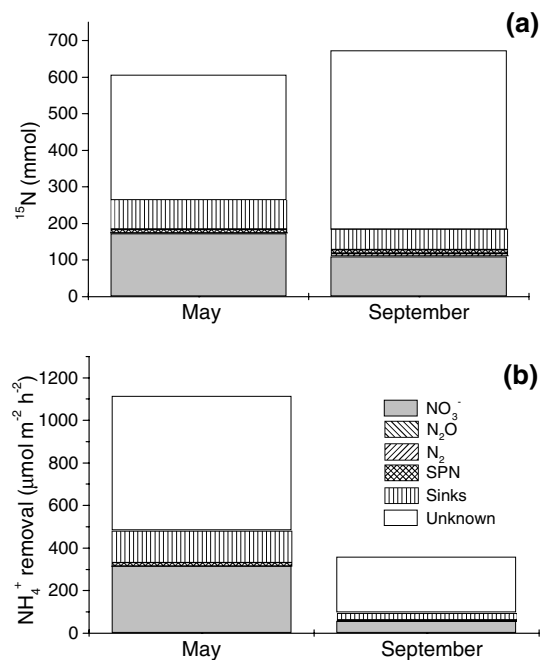 (a)
700
600
500
400
300
200
100
0
¹⁵N (mmol)
May September
(b)
1200
1000
800
600
400
200
0
NH₄⁺ removal (μmol m⁻² h⁻²)
NO₃⁻
N₂O
N₂
SPN
Sinks
Unknown
May September